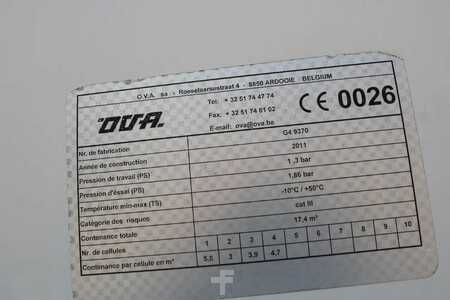 O.V.A. sa - Roeselaarsestraat 4 - 8850 ARDOOIE - BELGIUM
OVA
Tel: + 32 51 74 47 74
Fax: + 32 51 74 61 02
E-mail: ova@ova.be
CE 0026
Nr. de fabrication G4 9370
Année de construction 2011
Pression de travail (PS) 1,3 bar
Pression d'éssai (PS) 1,86 bar
Température min-max (TS) -10°C / +50°C
Catégorie des risques cat III
Contenance totale 17,4 m³
Nr. de cellules 1 2 3 4 5 6 7 8 9 10
Contenance par cellule en m³ 5,8 3 3,9 4,7